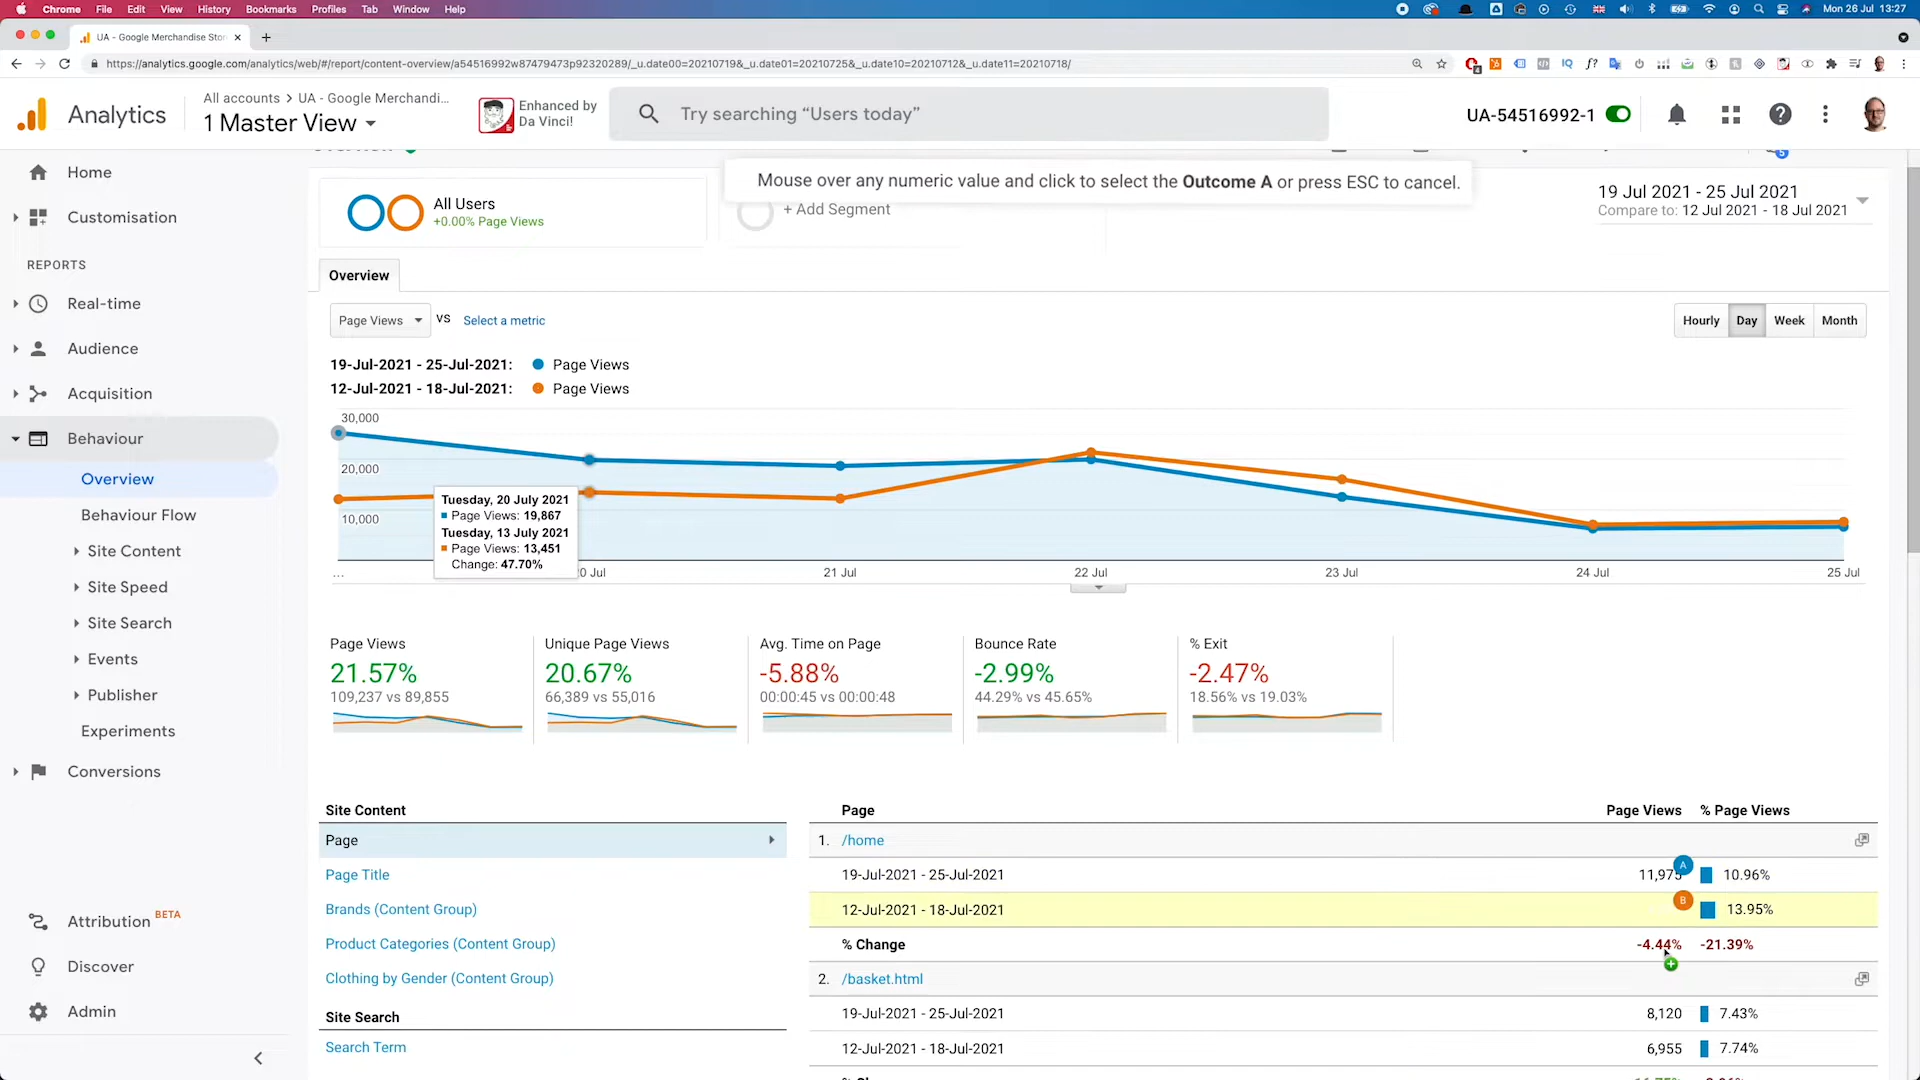 Chrome File Edit View History Bookmarks Profiles Tab Window Help Mon 26 Jul 13:27
UA - Google Merchandise Stor
https://analytics.google.com/analytics/web/#/report/content-overview/a54516992w87479473p92320289/_u.date00=20210719&_u.date01=20210725&_u.date10=20210712&_u.date11=20210718/
Analytics
All accounts > UA - Google Merchandi...
1 Master View
Enhanced by
Da Vinci!
Try searching “Users today”
UA-54516992-1
Home
Customisation
REPORTS
Real-time
Audience
Acquisition
Behaviour
Overview
Behaviour Flow
Site Content
Site Speed
Site Search
Events
Publisher
Experiments
Conversions
Attribution BETA
Discover
Admin
Mouse over any numeric value and click to select the Outcome A or press ESC to cancel.
5
All Users
+0.00% Page Views
+ Add Segment
19 Jul 2021 - 25 Jul 2021
Compare to: 12 Jul 2021 - 18 Jul 2021
Overview
Page Views VS Select a metric
Hourly Day Week Month
19-Jul-2021 - 25-Jul-2021: Page Views
12-Jul-2021 - 18-Jul-2021: Page Views
30,000
20,000
10,000
Tuesday, 20 July 2021
Page Views: 19,867
Tuesday, 13 July 2021
Page Views: 13,451
Change: 47.70%
... 0 Jul 21 Jul 22 Jul 23 Jul 24 Jul 25 Jul
Page Views
21.57%
109,237 vs 89,855
Unique Page Views
20.67%
66,389 vs 55,016
Avg. Time on Page
-5.88%
00:00:45 vs 00:00:48
Bounce Rate
-2.99%
44.29% vs 45.65%
% Exit
-2.47%
18.56% vs 19.03%
Site Content
Page
Page Title
Brands (Content Group)
Product Categories (Content Group)
Clothing by Gender (Content Group)
Site Search
Search Term
Page Page Views % Page Views
1. /home
19-Jul-2021 - 25-Jul-2021 11,975 A 10.96%
12-Jul-2021 - 18-Jul-2021 B 13.95%
% Change -4.44% -21.39%
2. /basket.html
19-Jul-2021 - 25-Jul-2021 8,120 7.43%
12-Jul-2021 - 18-Jul-2021 6,955 7.74%